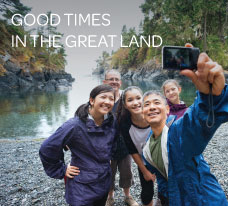 GOOD TIMES
IN THE GREAT LAND